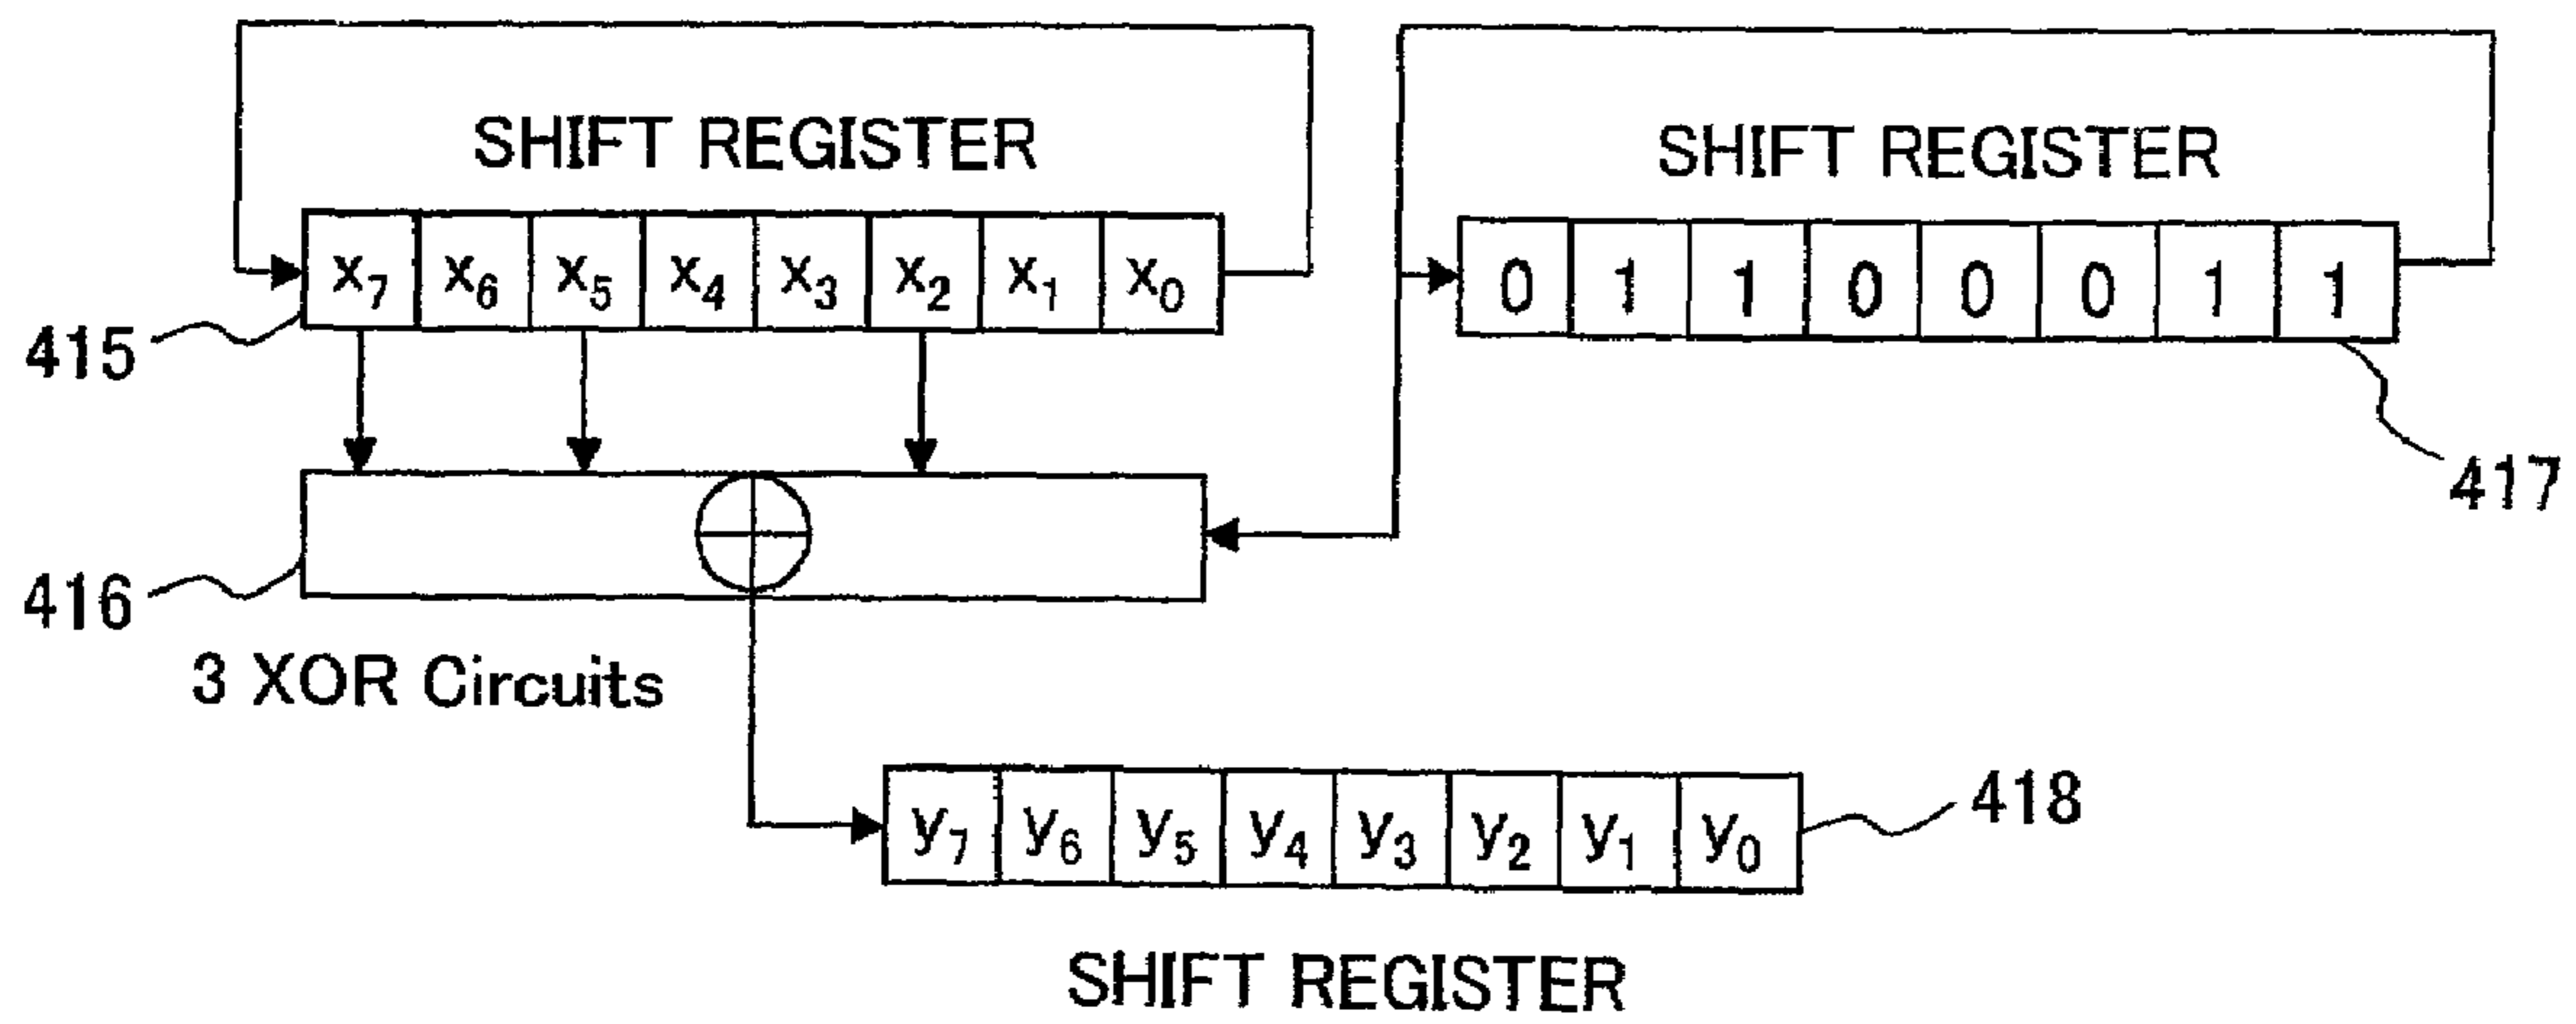 SHIFT REGISTER
SHIFT REGISTER
x7 x6 x5 x4 x3 x2 x1 x0
0 1 1 0 0 0 1 1
415
417
416
3 XOR Circuits
y7 y6 y5 y4 y3 y2 y1 y0
418
SHIFT REGISTER